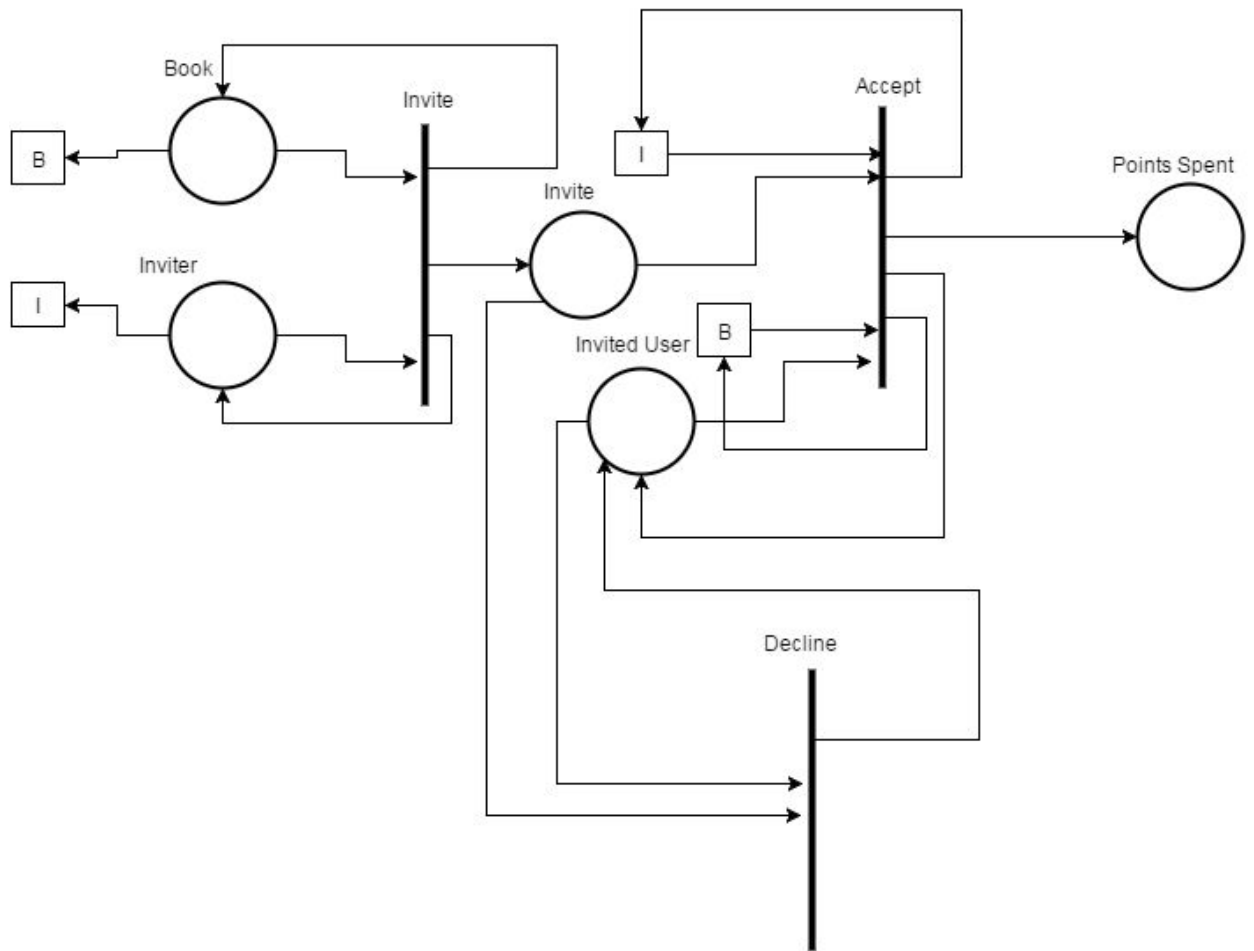 Book
Invite
Accept
B
I
Points Spent
Invite
Inviter
I
B
Invited User
Decline